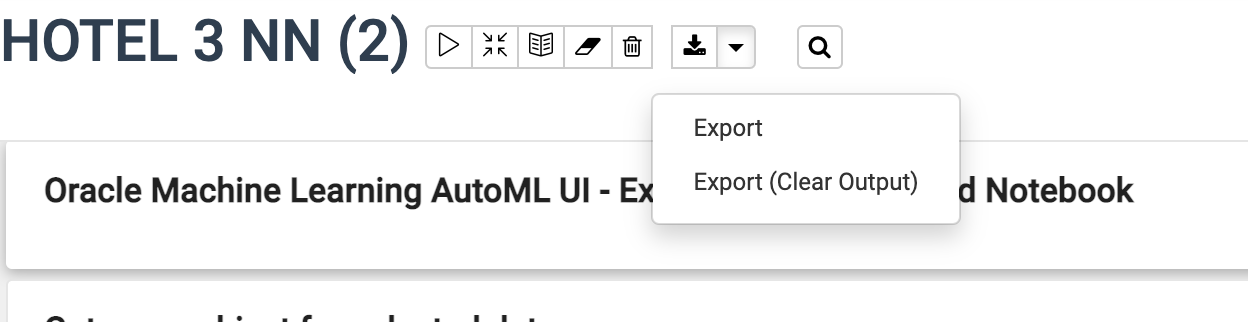 HOTEL 3 NN (2)
Export
Export (Clear Output)
Oracle Machine Learning AutoML UI - Ex d Notebook